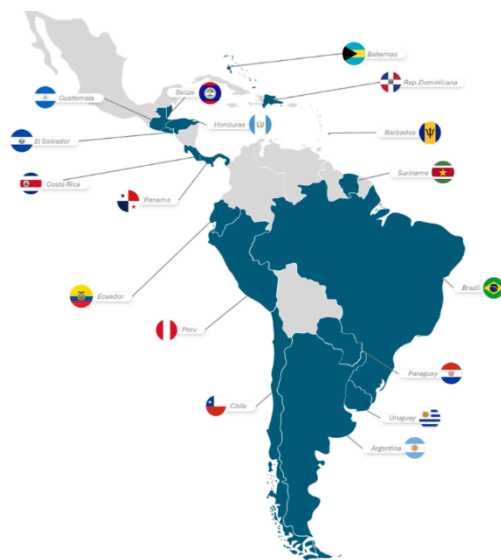 Bahamas
Rep.Dominicana
Belize
Guatemala
Honduras
El Salvador
Barbados
Costa Rica
Suriname
Panama
Ecuador
Brazil
Peru
Paraguay
Chile
Uruguay
Argentina